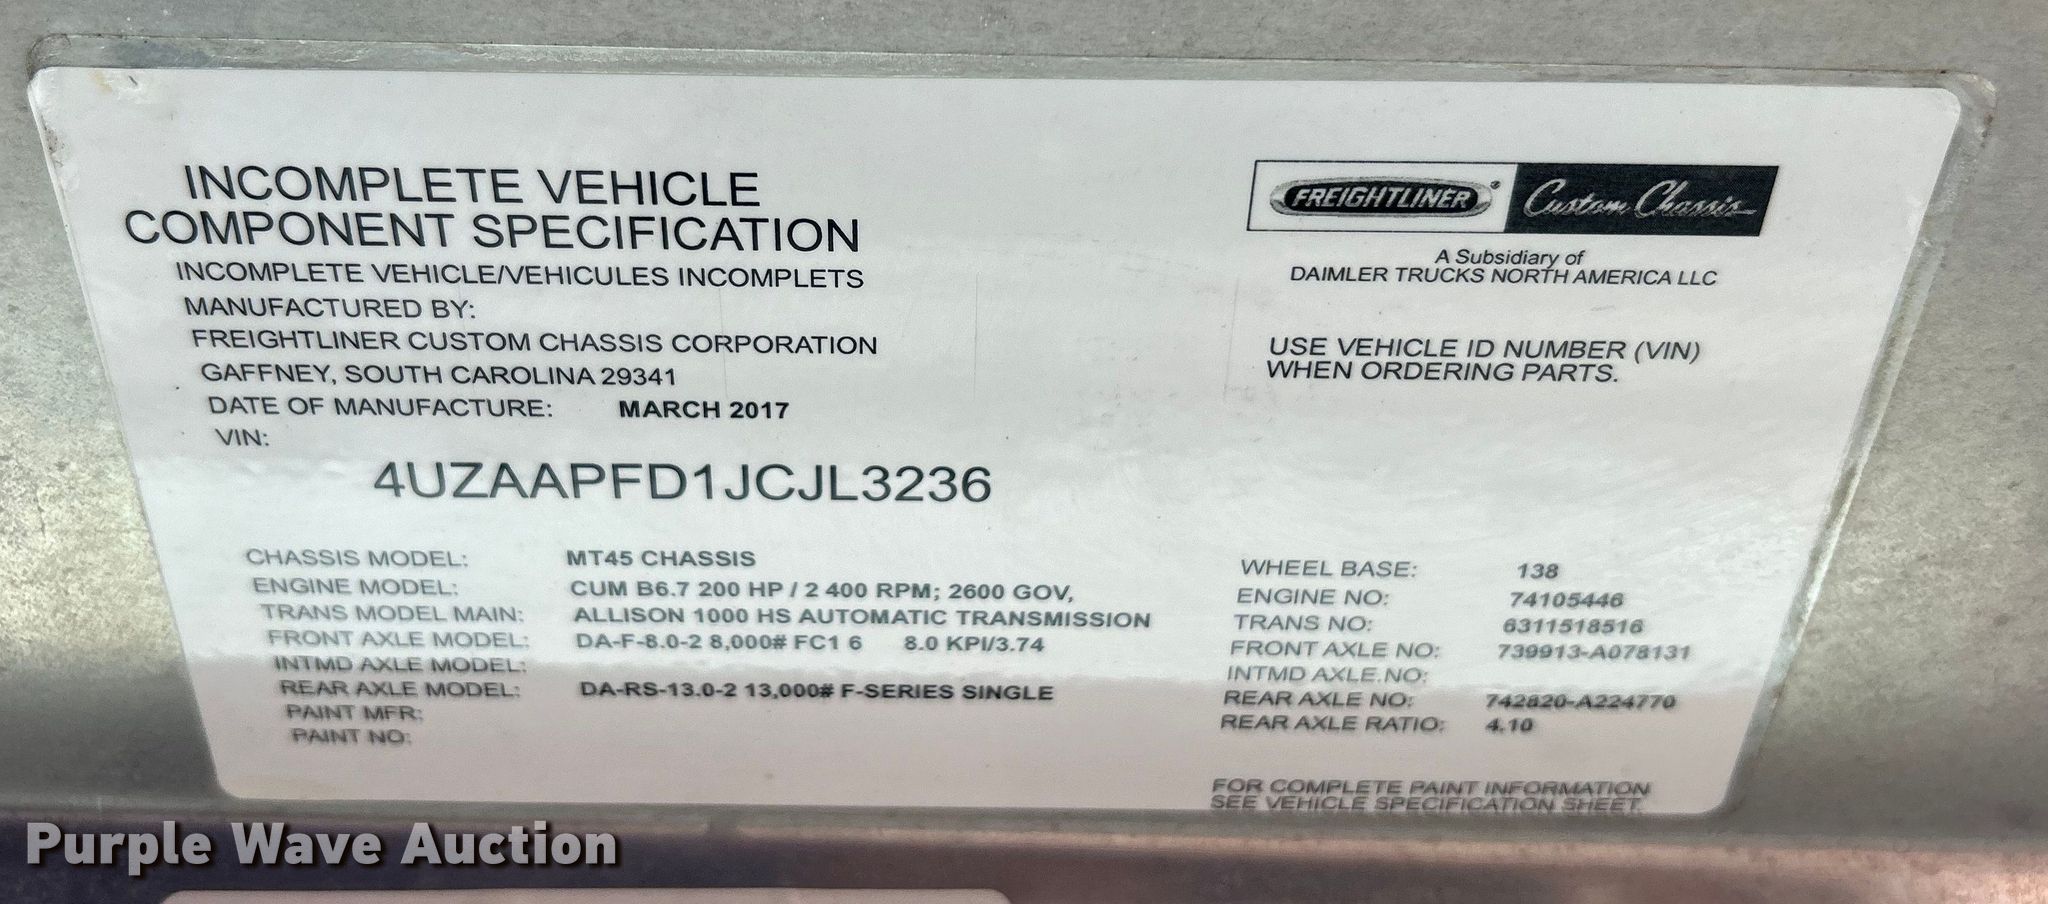 INCOMPLETE VEHICLE
COMPONENT SPECIFICATION
INCOMPLETE VEHICLE/VEHICULES INCOMPLETS
MANUFACTURED BY:
FREIGHTLINER CUSTOM CHASSIS CORPORATION
GAFFNEY, SOUTH CAROLINA 29341
DATE OF MANUFACTURE: MARCH 2017
VIN:
4UZAAPFD1JCJL3236
FREIGHTLINER® Custom Chassis
A Subsidiary of
DAIMLER TRUCKS NORTH AMERICA LLC
USE VEHICLE ID NUMBER (VIN)
WHEN ORDERING PARTS.
CHASSIS MODEL: MT45 CHASSIS
ENGINE MODEL: CUM B6.7 200 HP / 2 400 RPM; 2600 GOV,
TRANS MODEL MAIN: ALLISON 1000 HS AUTOMATIC TRANSMISSION
FRONT AXLE MODEL: DA-F-8.0-2 8,000# FC1 6 8.0 KPI/3.74
INTMD AXLE MODEL:
REAR AXLE MODEL: DA-RS-13.0-2 13,000# F-SERIES SINGLE
PAINT MFR:
PAINT NO:
WHEEL BASE: 138
ENGINE NO: 74105446
TRANS NO: 6311518516
FRONT AXLE NO: 739913-A078131
INTMD AXLE.NO:
REAR AXLE NO: 742820-A224770
REAR AXLE RATIO: 4.10
FOR COMPLETE PAINT INFORMATION
SEE VEHICLE SPECIFICATION SHEET.
Purple Wave Auction